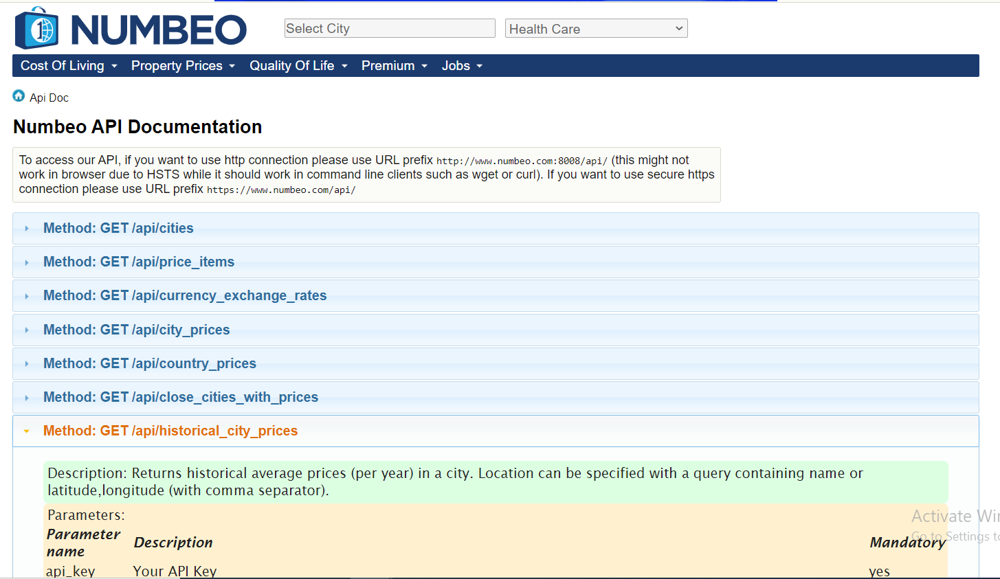 NUMBEO
Select City
Health Care
Cost Of Living Property Prices Quality Of Life Premium Jobs
Api Doc
Numbeo API Documentation
To access our API, if you want to use http connection please use URL prefix http://www.numbeo.com:8008/api/ (this might not
work in browser due to HSTS while it should work in command line clients such as wget or curl). If you want to use secure https
connection please use URL prefix https://www.numbeo.com/api/
Method: GET /api/cities
Method: GET /api/price_items
Method: GET /api/currency_exchange_rates
Method: GET /api/city_prices
Method: GET /api/country_prices
Method: GET /api/close_cities_with_prices
Method: GET /api/historical_city_prices
Description: Returns historical average prices (per year) in a city. Location can be specified with a query containing name or
latitude,longitude (with comma separator).
Parameters:
Parameter
name
Description
Mandatory
api_key Your API Key yes
Activate Wi
Go to Settings to